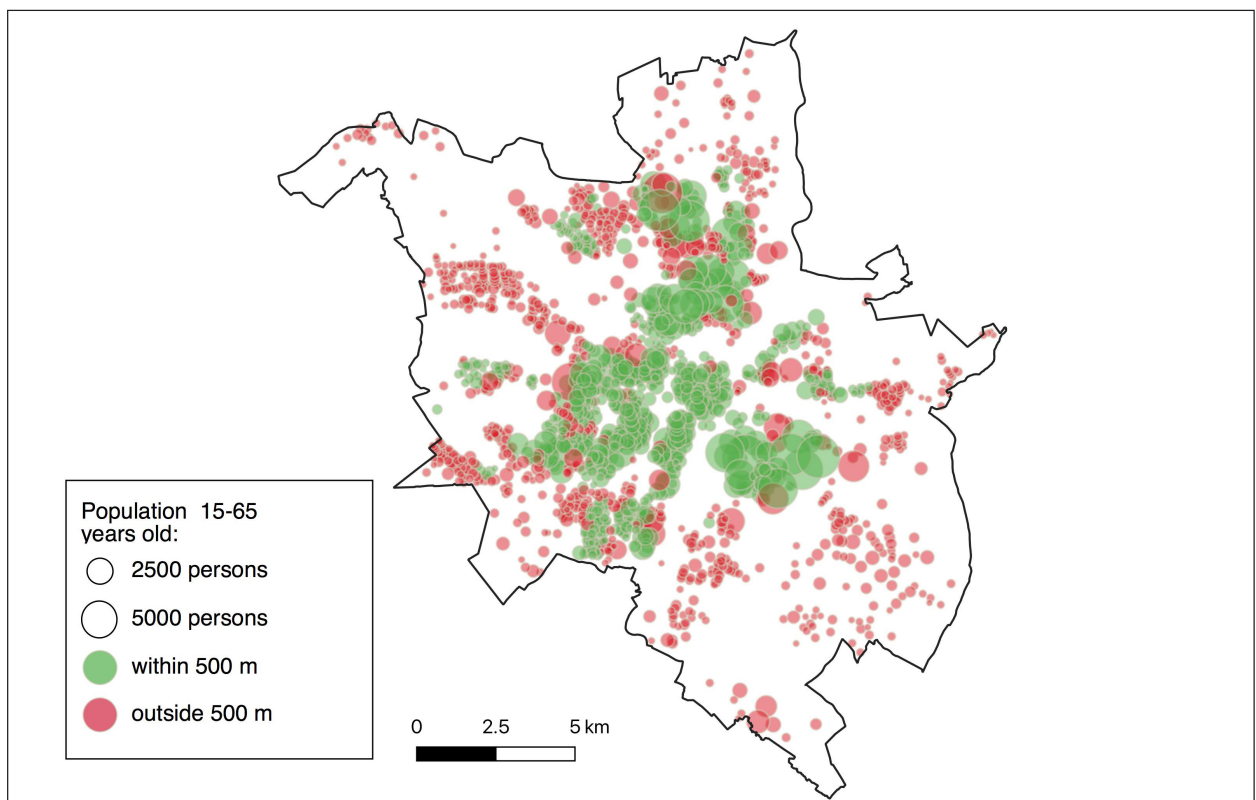 Population 15-65
years old:
2500 persons
5000 persons
within 500 m
outside 500 m
0 2.5 5 km